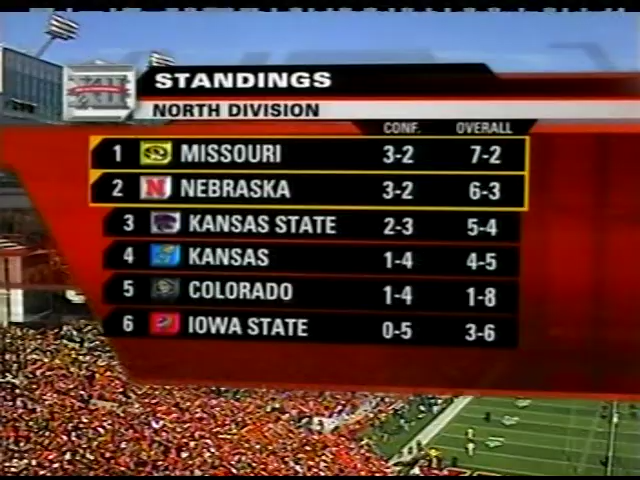 XII
STANDINGS
NORTH DIVISION
CONF. OVERALL
1 MISSOURI 3-2 7-2
2 N NEBRASKA 3-2 6-3
3 KANSAS STATE 2-3 5-4
4 KANSAS 1-4 4-5
5 COLORADO 1-4 1-8
6 IOWA STATE 0-5 3-6